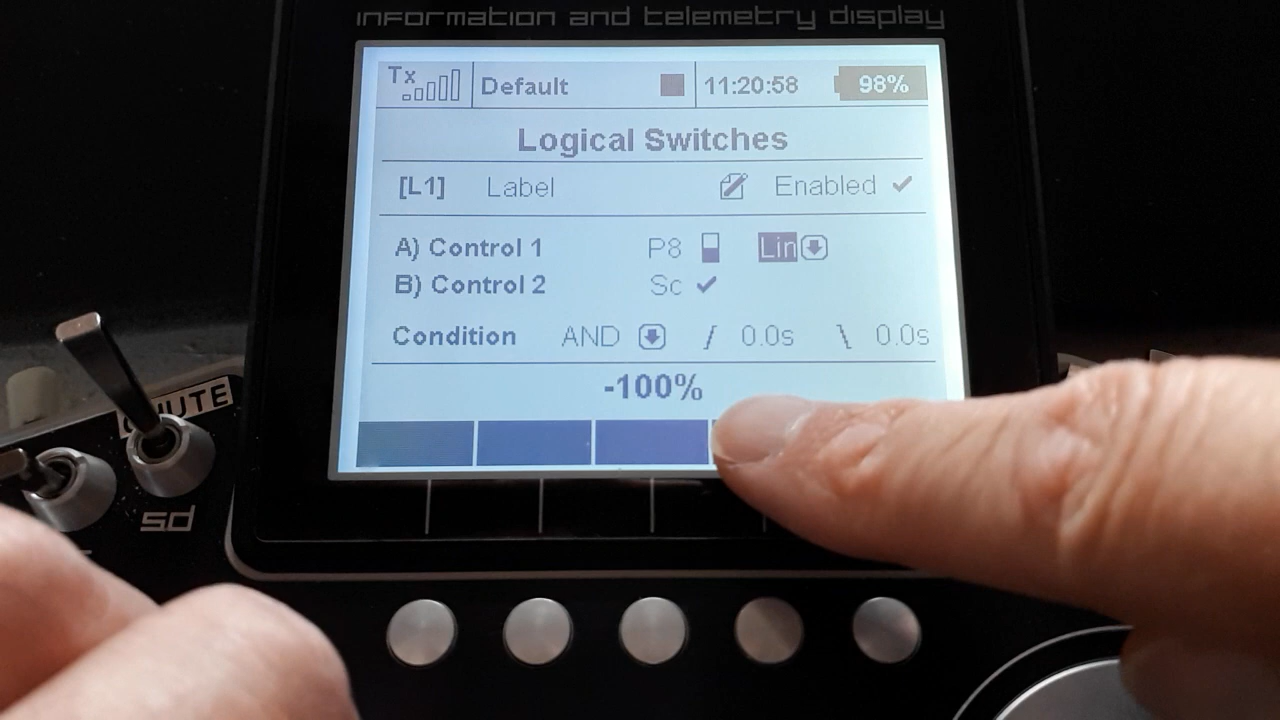 information and telemetry display
Tx Default 11:20:58 98%
Logical Switches
[L1] Label Enabled
A) Control 1 P8 Lin
B) Control 2 Sc
Condition AND 0.0s 0.0s
-100%
sd